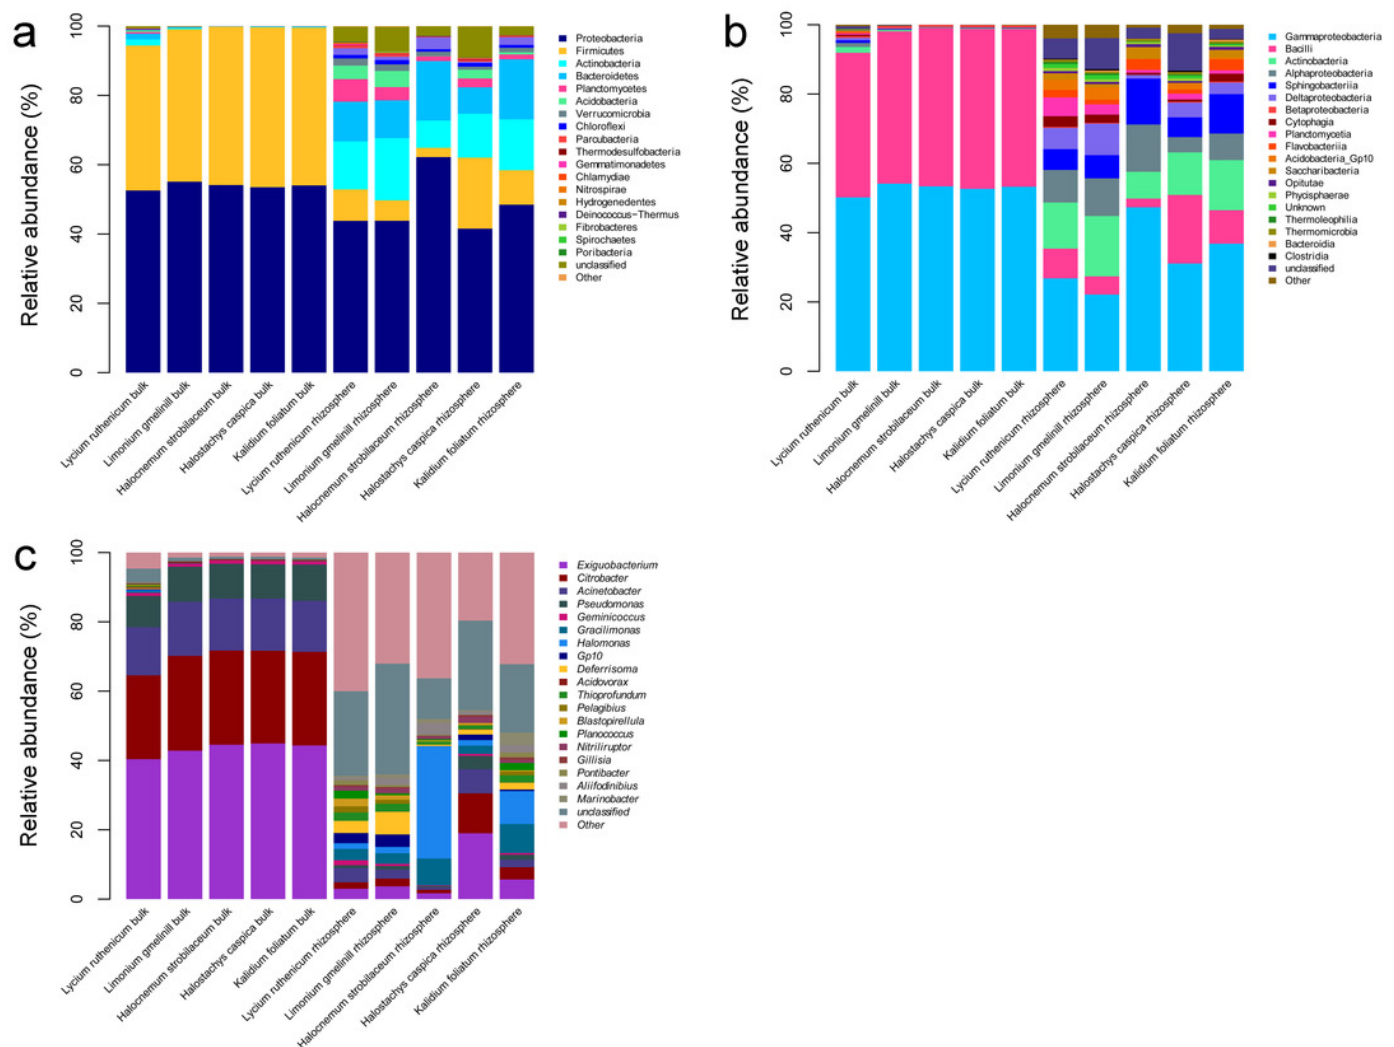 a
Relative abundance (%)
100
80
60
40
20
0
Lycium ruthenicum bulk
Limonium gmelinill bulk
Halocnemum strobilaceum bulk
Halostachys caspica bulk
Kalidium foliatum bulk
Lycium ruthenicum rhizosphere
Limonium gmelinill rhizosphere
Halocnemum strobilaceum rhizosphere
Halostachys caspica rhizosphere
Kalidium foliatum rhizosphere
Proteobacteria
Firmicutes
Actinobacteria
Bacteroidetes
Planctomycetes
Acidobacteria
Verrucomicrobia
Chloroflexi
Parcubacteria
Thermodesulfobacteria
Gemmatimonadetes
Chlamydiae
Nitrospirae
Hydrogenedentes
Deinococcus-Thermus
Fibrobacteres
Spirochaetes
Poribacteria
unclassified
Other
b
Relative abundance (%)
100
80
60
40
20
0
Lycium ruthenicum bulk
Limonium gmelinill bulk
Halocnemum strobilaceum bulk
Halostachys caspica bulk
Kalidium foliatum bulk
Lycium ruthenicum rhizosphere
Limonium gmelinill rhizosphere
Halocnemum strobilaceum rhizosphere
Halostachys caspica rhizosphere
Kalidium foliatum rhizosphere
Gammaproteobacteria
Bacilli
Actinobacteria
Alphaproteobacteria
Sphingobacteriia
Deltaproteobacteria
Betaproteobacteria
Cytophagia
Planctomycetia
Flavobacteriia
Acidobacteria_Gp10
Saccharibacteria
Opitutae
Phycisphaerae
Unknown
Thermoleophilia
Thermomicrobia
Bacteroidia
Clostridia
unclassified
Other
c
Relative abundance (%)
100
80
60
40
20
0
Lycium ruthenicum bulk
Limonium gmelinill bulk
Halocnemum strobilaceum bulk
Halostachys caspica bulk
Kalidium foliatum bulk
Lycium ruthenicum rhizosphere
Limonium gmelinill rhizosphere
Halocnemum strobilaceum rhizosphere
Halostachys caspica rhizosphere
Kalidium foliatum rhizosphere
Exiguobacterium
Citrobacter
Acinetobacter
Pseudomonas
Geminicoccus
Gracilimonas
Halomonas
Gp10
Deferrisoma
Acidovorax
Thioprofundum
Pelagibius
Blastopirellula
Planococcus
Nitriliruptor
Gillisia
Pontibacter
Aliifodinibius
Marinobacter
unclassified
Other